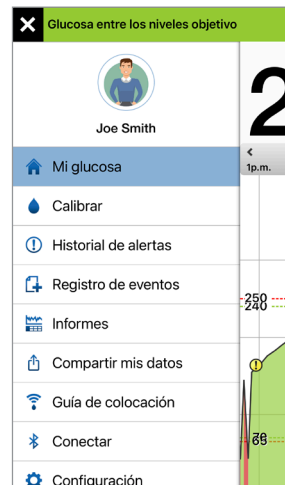 Glucosa entre los niveles objetivo
2
Joe Smith
1p.m.
Mi glucosa
Calibrar
Historial de alertas
Registro de eventos
250
240
Informes
Compartir mis datos
Guía de colocación
70
65
Conectar
Configuración